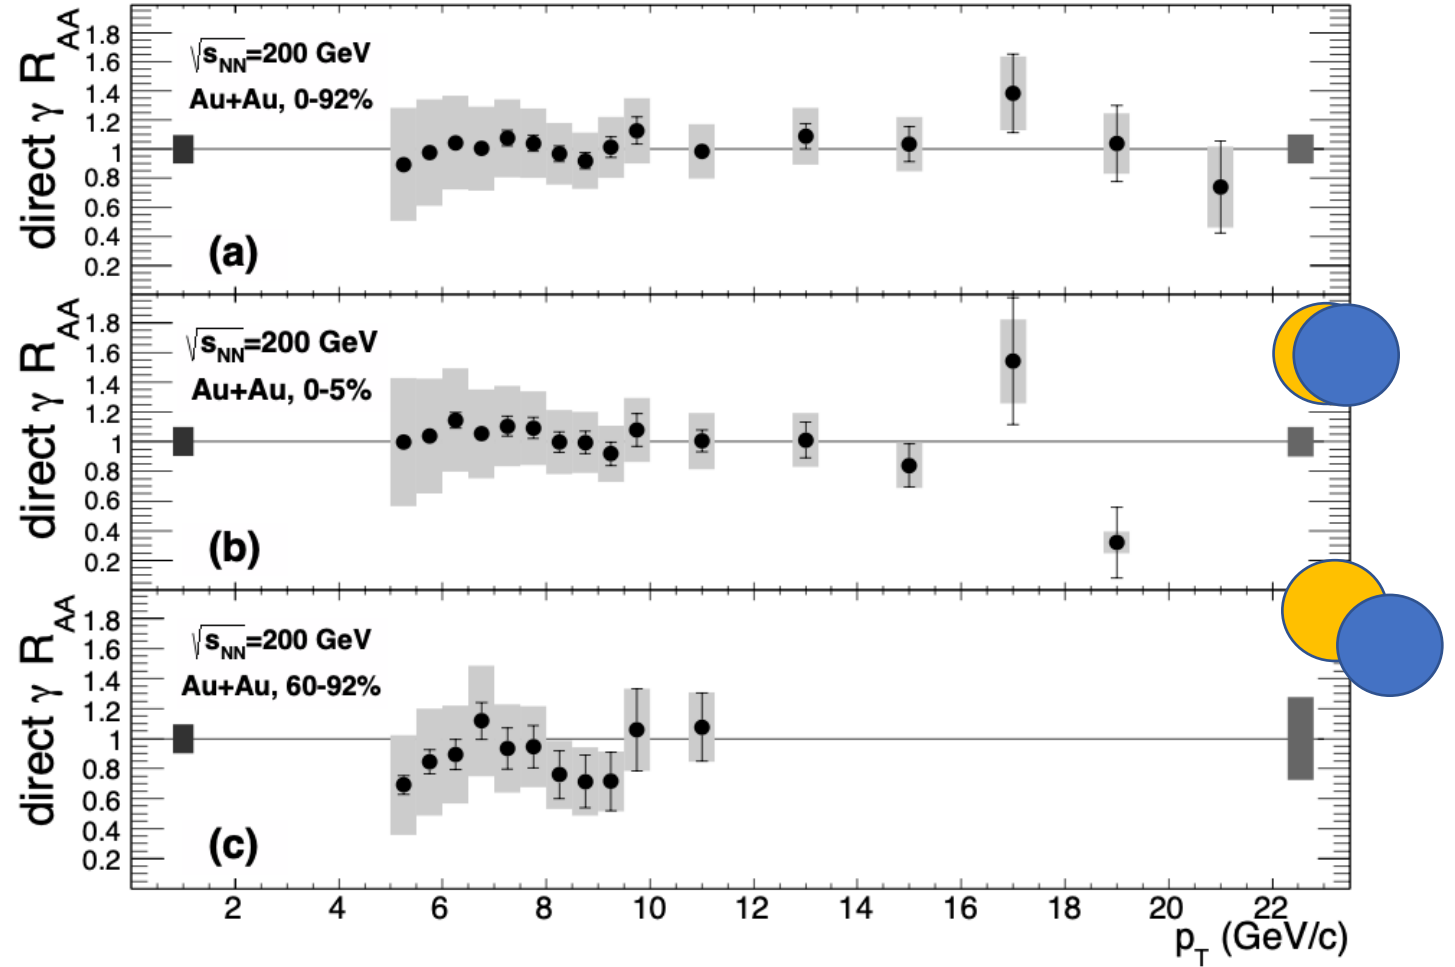 direct γ R_AA
1.8
1.6
1.4
1.2
1
0.8
0.6
0.4
0.2
√s_NN=200 GeV
Au+Au, 0-92%
(a)
direct γ R_AA
1.8
1.6
1.4
1.2
1
0.8
0.6
0.4
0.2
√s_NN=200 GeV
Au+Au, 0-5%
(b)
direct γ R_AA
1.8
1.6
1.4
1.2
1
0.8
0.6
0.4
0.2
√s_NN=200 GeV
Au+Au, 60-92%
(c)
2 4 6 8 10 12 14 16 18 20 22
p_T (GeV/c)